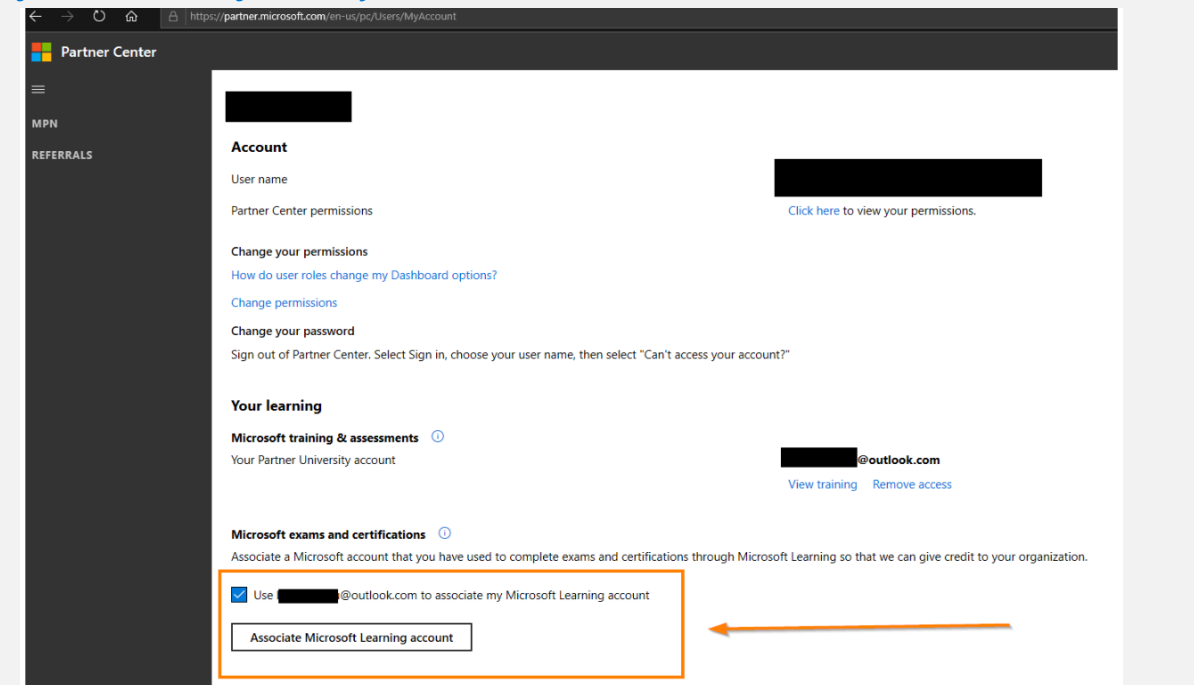 https://partner.microsoft.com/en-us/pc/Users/MyAccount
Partner Center
MPN
REFERRALS
Account
User name
Partner Center permissions
Click here to view your permissions.
Change your permissions
How do user roles change my Dashboard options?
Change permissions
Change your password
Sign out of Partner Center. Select Sign in, choose your user name, then select "Can't access your account?"
Your learning
Microsoft training & assessments
Your Partner University account
@outlook.com
View training Remove access
Microsoft exams and certifications
Associate a Microsoft account that you have used to complete exams and certifications through Microsoft Learning so that we can give credit to your organization.
Use @outlook.com to associate my Microsoft Learning account
Associate Microsoft Learning account